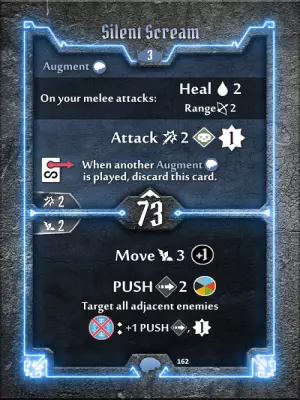 Silent Scream
3
Augment
On your melee attacks:
Heal 2
Range 2
Attack 2 1
When another Augment
is played, discard this card.
2
73
2
Move 3 +1
PUSH 2
Target all adjacent enemies
: +1 PUSH , 1
162